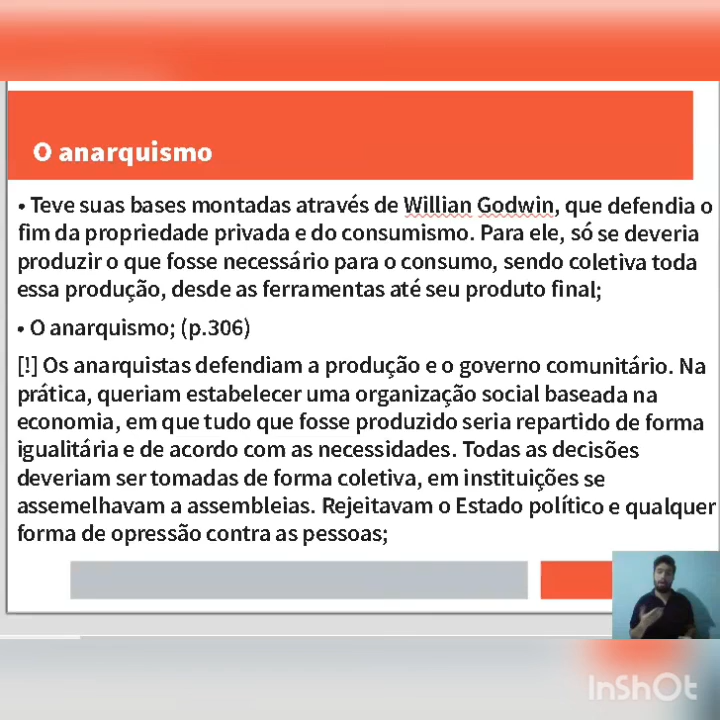 O anarquismo
• Teve suas bases montadas através de Willian Godwin, que defendia o
fim da propriedade privada e do consumismo. Para ele, só se deveria
produzir o que fosse necessário para o consumo, sendo coletiva toda
essa produção, desde as ferramentas até seu produto final;
• O anarquismo; (p.306)
[!] Os anarquistas defendiam a produção e o governo comunitário. Na
prática, queriam estabelecer uma organização social baseada na
economia, em que tudo que fosse produzido seria repartido de forma
igualitária e de acordo com as necessidades. Todas as decisões
deveriam ser tomadas de forma coletiva, em instituições se
assemelhavam a assembleias. Rejeitavam o Estado político e qualquer
forma de opressão contra as pessoas;
InShOt